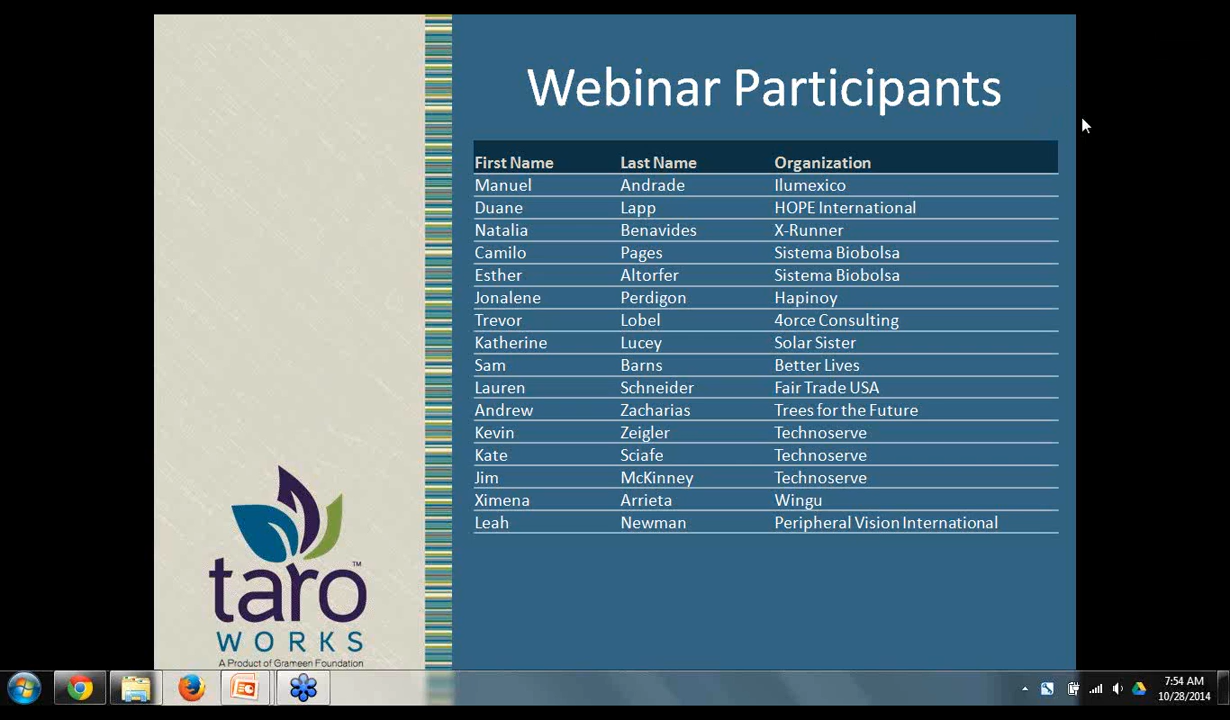 Webinar Participants
First Name Last Name Organization
Manuel Andrade Ilumexico
Duane Lapp HOPE International
Natalia Benavides X-Runner
Camilo Pages Sistema Biobolsa
Esther Altorfer Sistema Biobolsa
Jonalene Perdigon Hapinoy
Trevor Lobel 4orce Consulting
Katherine Lucey Solar Sister
Sam Barns Better Lives
Lauren Schneider Fair Trade USA
Andrew Zacharias Trees for the Future
Kevin Zeigler Technoserve
Kate Sciafe Technoserve
Jim McKinney Technoserve
Ximena Arrieta Wingu
Leah Newman Peripheral Vision International
taro™
WORKS
A Product of Grameen Foundation
7:54 AM
10/28/2014